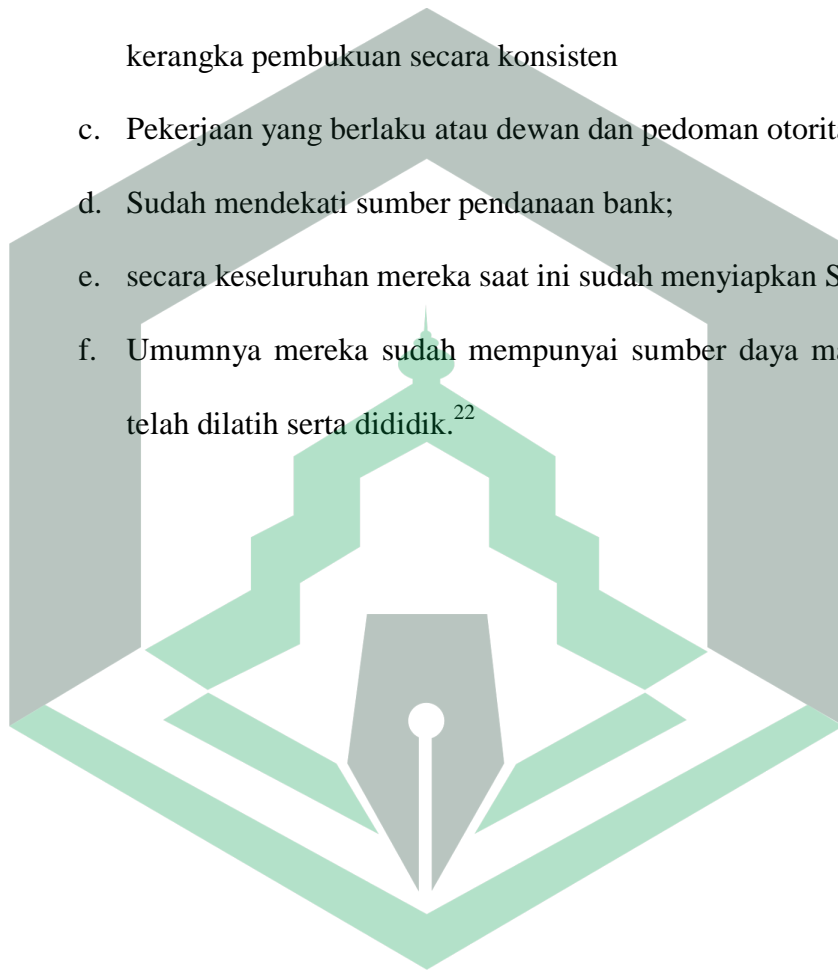 kerangka pembukuan secara konsisten
c. Pekerjaan yang berlaku atau dewan dan pedoman
d. Sudah mendekati sumber pendanaan bank;
e. secara keseluruhan mereka saat ini sudah menyiapkan
f. Umumnya mereka sudah mempunyai sumber daya
telah dilatih serta dididik.22